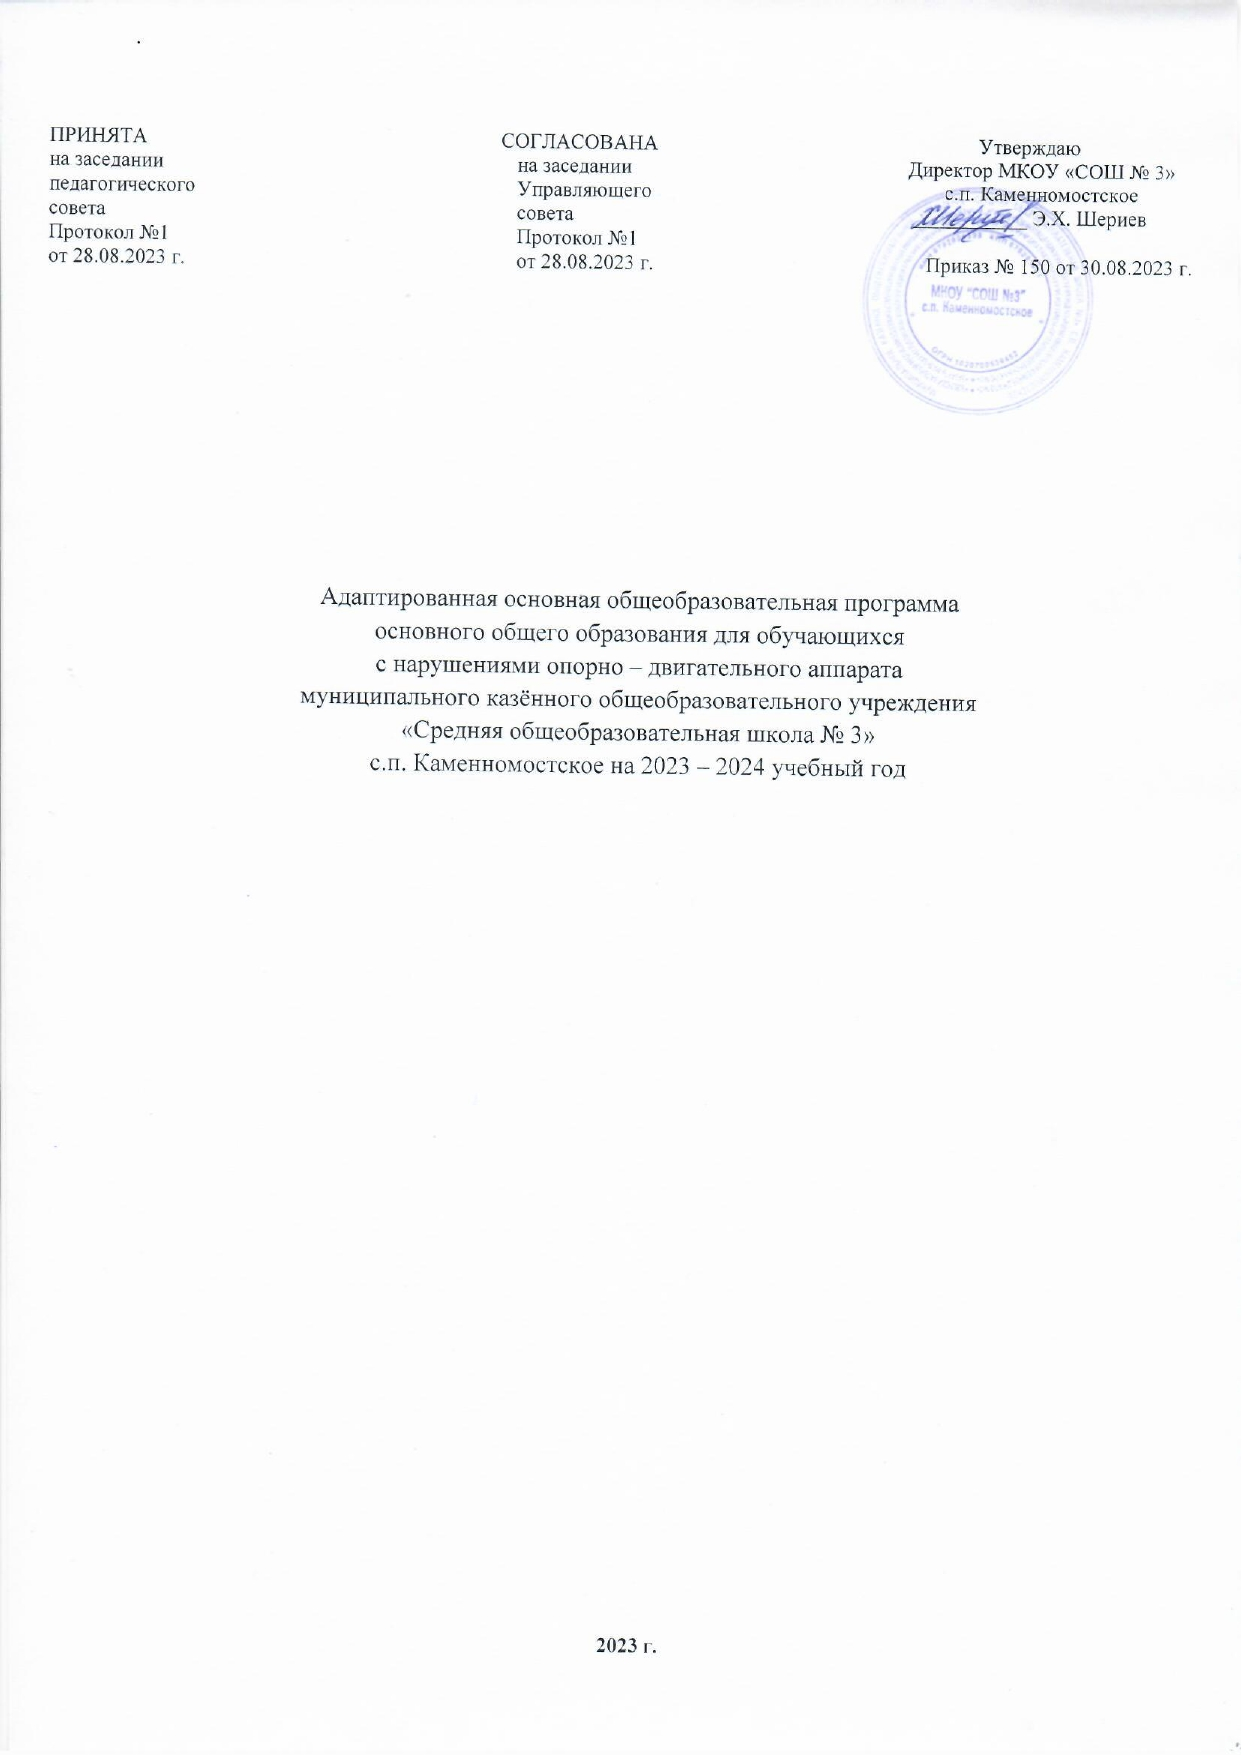 ПРИНЯТА
на заседании
педагогического
совета
Протокол №1
от 28.08.2023 г.
СОГЛАСОВАНА
на заседании
Управляющего
совета
Протокол №1
от 28.08.2023 г.
Утверждаю
Директор МКОУ «СОШ № 3»
с.п. Каменномостское
Э.Х. Шериев
Приказ № 150 от 30.08.2023 г.
МКОУ "СОШ №3"
с.п. Каменномостское
Адаптированная основная общеобразовательная программа
основного общего образования для обучающихся
с нарушениями опорно – двигательного аппарата
муниципального казённого общеобразовательного учреждения
«Средняя общеобразовательная школа № 3»
с.п. Каменномостское на 2023 – 2024 учебный год
2023 г.